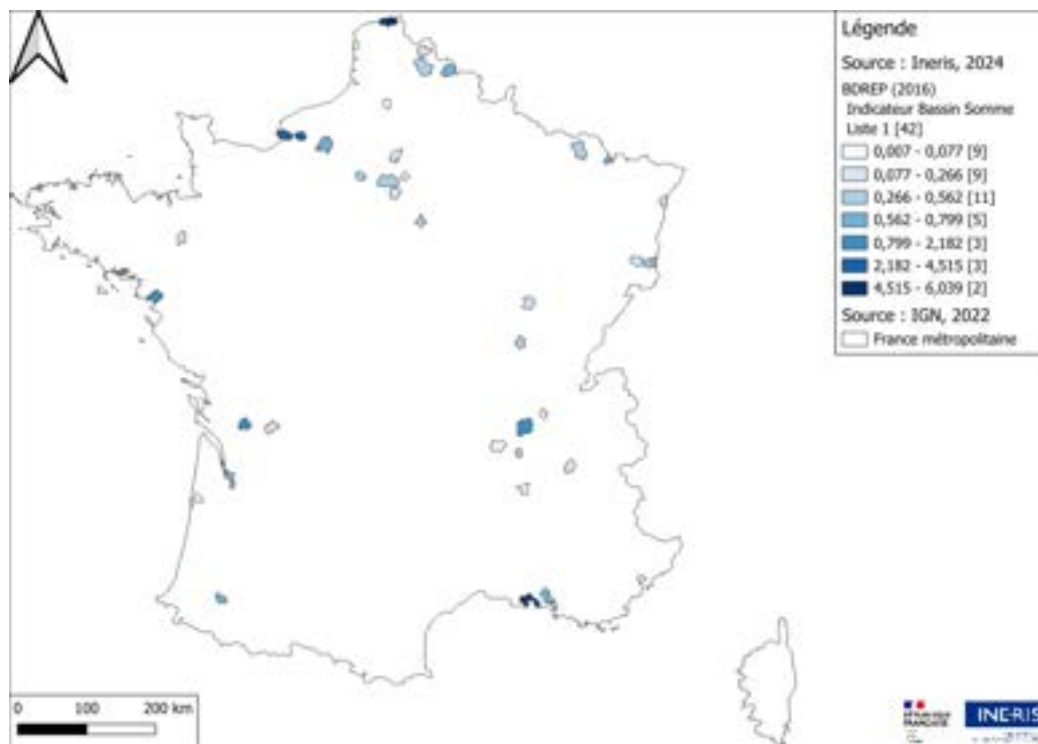 Légende
Source : Ineris, 2024
BDREP (2016)
Indicateur Bassin Somme
Liste 1 [42]
0,007 - 0,077 [9]
0,077 - 0,266 [9]
0,266 - 0,562 [11]
0,562 - 0,799 [5]
0,799 - 2,182 [3]
2,182 - 4,515 [3]
4,515 - 6,039 [2]
Source : IGN, 2022
France métropolitaine
0 100 200 km
RÉPUBLIQUE
FRANÇAISE
INERIS